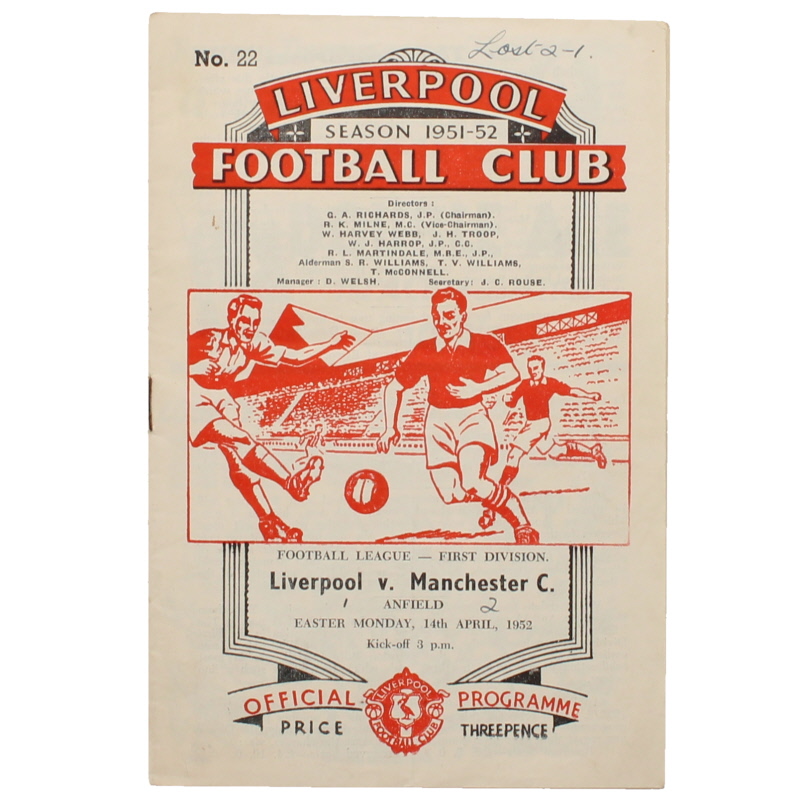 No. 22
Lost 2-1.
LIVERPOOL
SEASON 1951-52
FOOTBALL CLUB
Directors :
G. A. RICHARDS, J.P. (Chairman).
R. K. MILNE, M.C. (Vice-Chairman).
W. HARVEY WEBB, J. H. TROOP,
W. J. HARROP, J.P., C.C.
R. L. MARTINDALE, M.B.E., J.P.,
Alderman S. R. WILLIAMS, T. V. WILLIAMS,
T. McCONNELL.
Manager : D. WELSH. Secretary: J. C. ROUSE.
FOOTBALL LEAGUE — FIRST DIVISION.
Liverpool v. Manchester C.
1 ANFIELD 2
EASTER MONDAY, 14th APRIL, 1952
Kick-off 3 p.m.
OFFICIAL PROGRAMME
PRICE THREEPENCE
LIVERPOOL
FOOTBALL CLUB